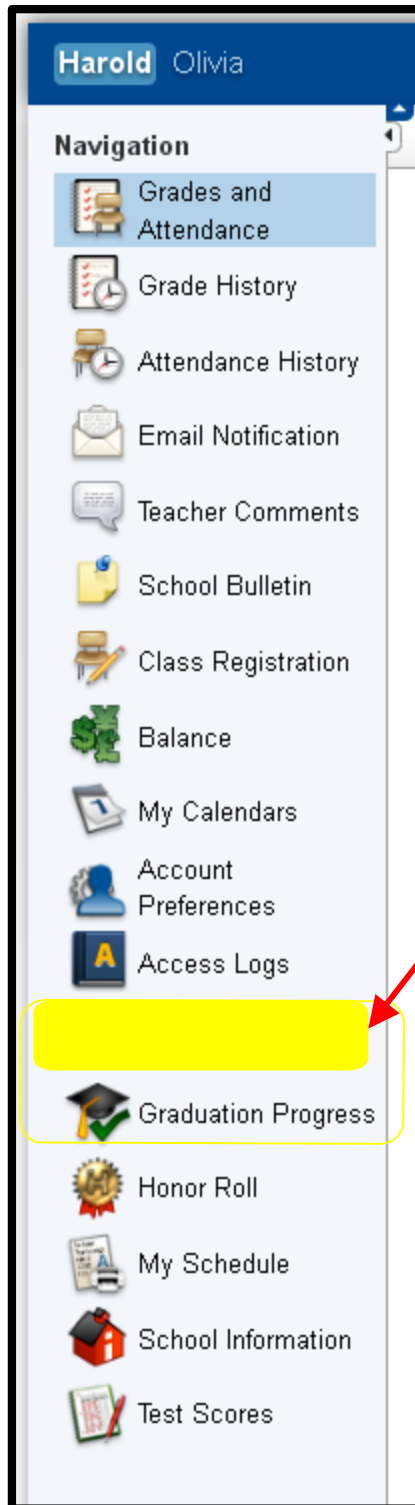 Harold Olivia
Navigation
Grades and
Attendance
Grade History
Attendance History
Email Notification
Teacher Comments
School Bulletin
Class Registration
Balance
My Calendars
Account
Preferences
Access Logs
Graduation Progress
Honor Roll
My Schedule
School Information
Test Scores